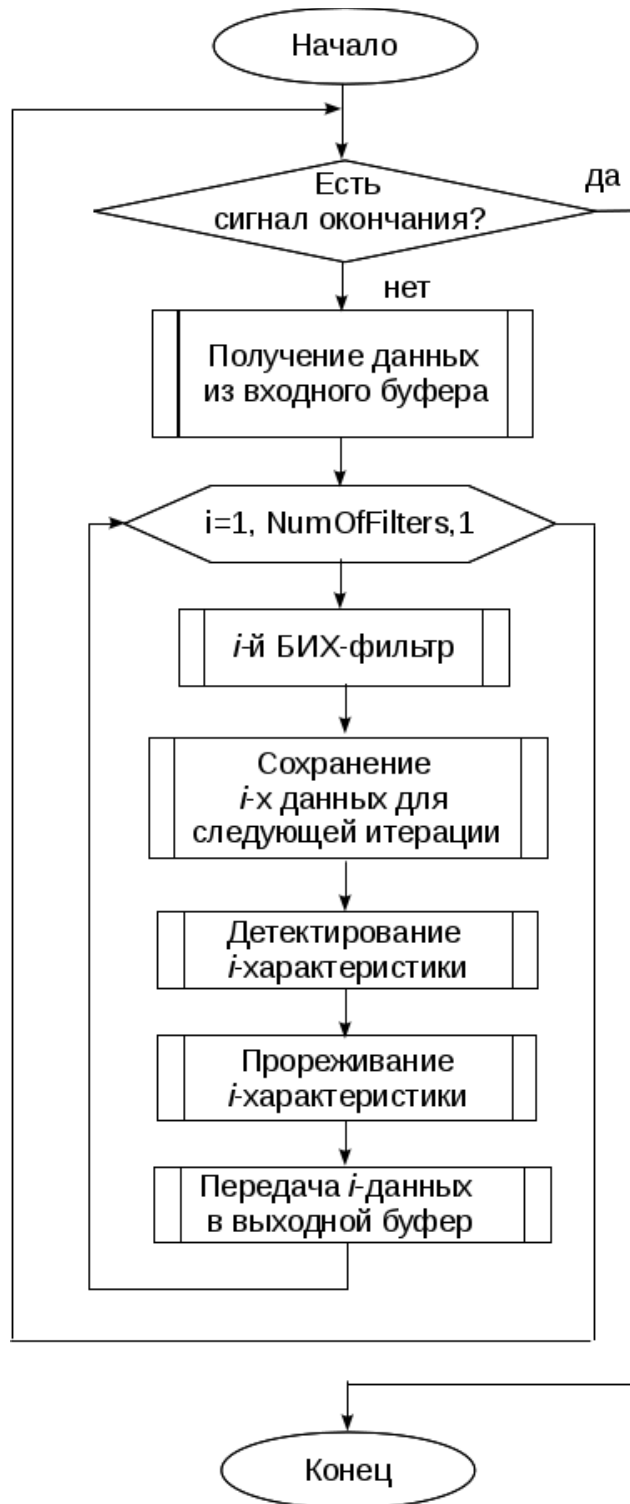 Начало
Есть
сигнал окончания?
да
нет
Получение данных
из входного буфера
i=1, NumOfFilters,1
i-й БИХ-фильтр
Сохранение
i-х данных для
следующей итерации
Детектирование
i-характеристики
Прореживание
i-характеристики
Передача i-данных
в выходной буфер
Конец